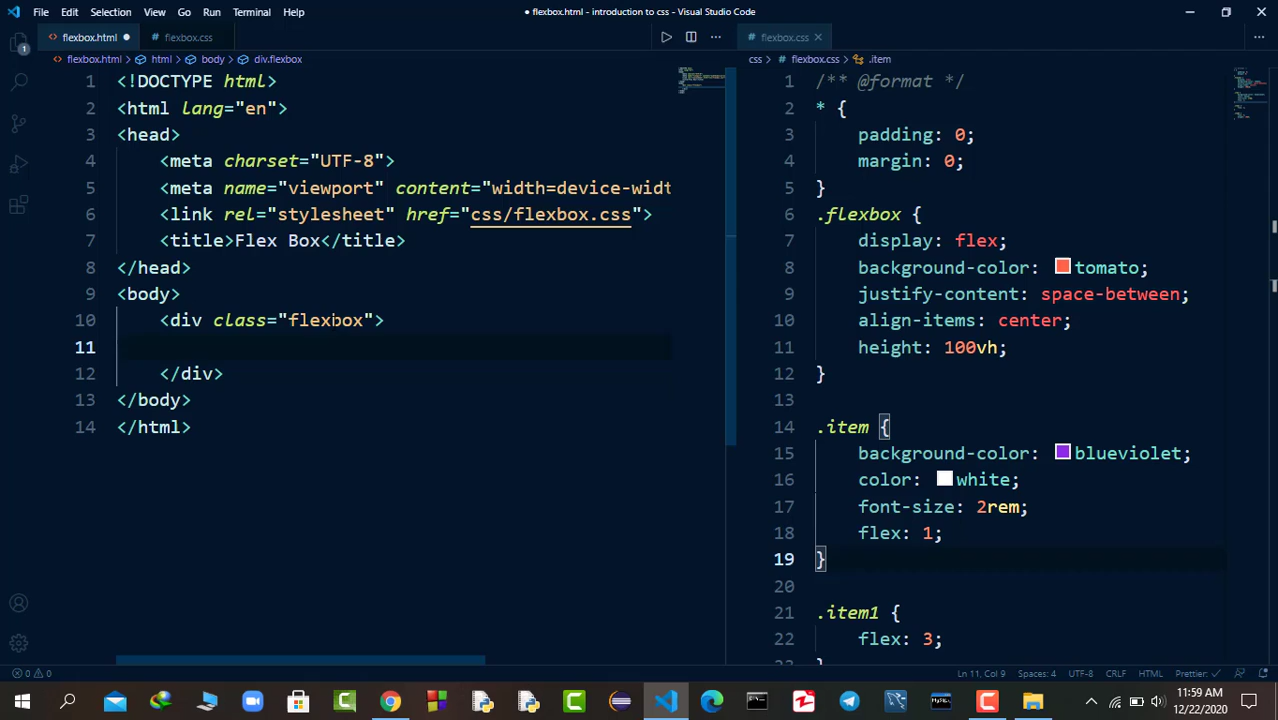 File Edit Selection View Go Run Terminal Help
● flexbox.html - introduction to css - Visual Studio Code
flexbox.html ● flexbox.css
flexbox.css ×
flexbox.html > html > body > div.flexbox
css > flexbox.css > .item
1 <!DOCTYPE html>
2 <html lang="en">
3 <head>
4 <meta charset="UTF-8">
5 <meta name="viewport" content="width=device-widt
6 <link rel="stylesheet" href="css/flexbox.css">
7 <title>Flex Box</title>
8 </head>
9 <body>
10 <div class="flexbox">
11
12 </div>
13 </body>
14 </html>
1 /** @format */
2 * {
3 padding: 0;
4 margin: 0;
5 }
6 .flexbox {
7 display: flex;
8 background-color: tomato;
9 justify-content: space-between;
10 align-items: center;
11 height: 100vh;
12 }
13
14 .item {
15 background-color: blueviolet;
16 color: white;
17 font-size: 2rem;
18 flex: 1;
19 }
20
21 .item1 {
22 flex: 3;
23 }
1
0 0
Ln 11, Col 9 Spaces: 4 UTF-8 CRLF HTML Prettier: ✓
11:59 AM
12/22/2020